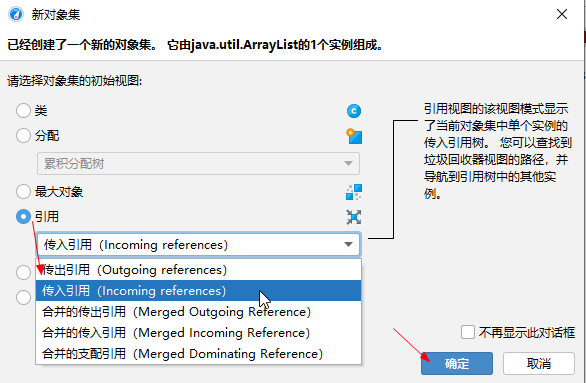 新对象集
已经创建了一个新的对象集。 它由java.util.ArrayList的1个实例组成。
请选择对象集的初始视图:
类
分配
累积分配树
最大对象
引用
传入引用（Incoming references）
传出引用（Outgoing references）
传入引用（Incoming references）
合并的传出引用（Merged Outgoing Reference）
合并的传入引用（Merged Incoming Reference）
合并的支配引用（Merged Dominating Reference）
引用视图的该视图模式显示
了当前对象集中单个实例的
传入引用树。 您可以查找到
垃圾回收器视图的路径，并
导航到引用树中的其他实
例。
不再显示此对话框
确定
取消